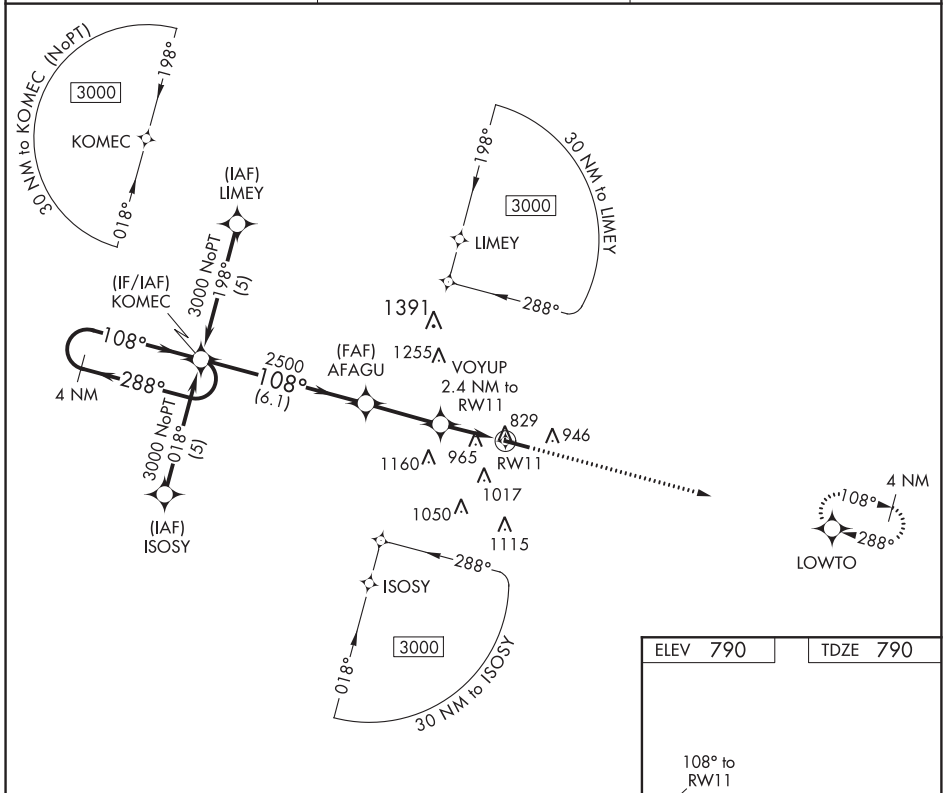 30 NM to KOMEC (NoPT)
198°
3000
KOMEC
018°
(IAF)
LIMEY
3000 NoPT
198°
(5)
198°
30 NM to LIMEY
3000
LIMEY
288°
(IF/IAF)
KOMEC
108°
288°
4 NM
2500
108°
(6.1)
(FAF)
AFAGU
1391
1255
VOYUP
2.4 NM to
RW11
829
946
965
RW11
1160
1017
1050
1115
3000 NoPT
018°
(5)
(IAF)
ISOSY
4 NM
108°
288°
LOWTO
288°
ISOSY
018°
3000
30 NM to ISOSY
ELEV 790
TDZE 790
108° to
RW11